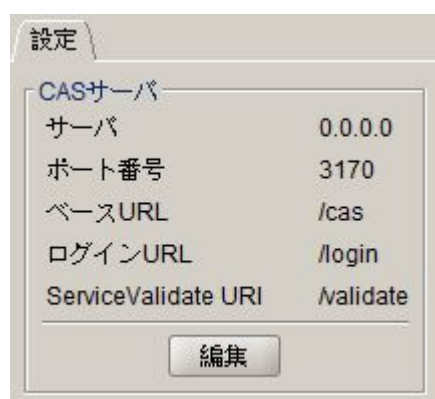 設定
CASサーバ
サーバ 0.0.0.0
ポート番号 3170
ベースURL /cas
ログインURL /login
ServiceValidate URI /validate
編集